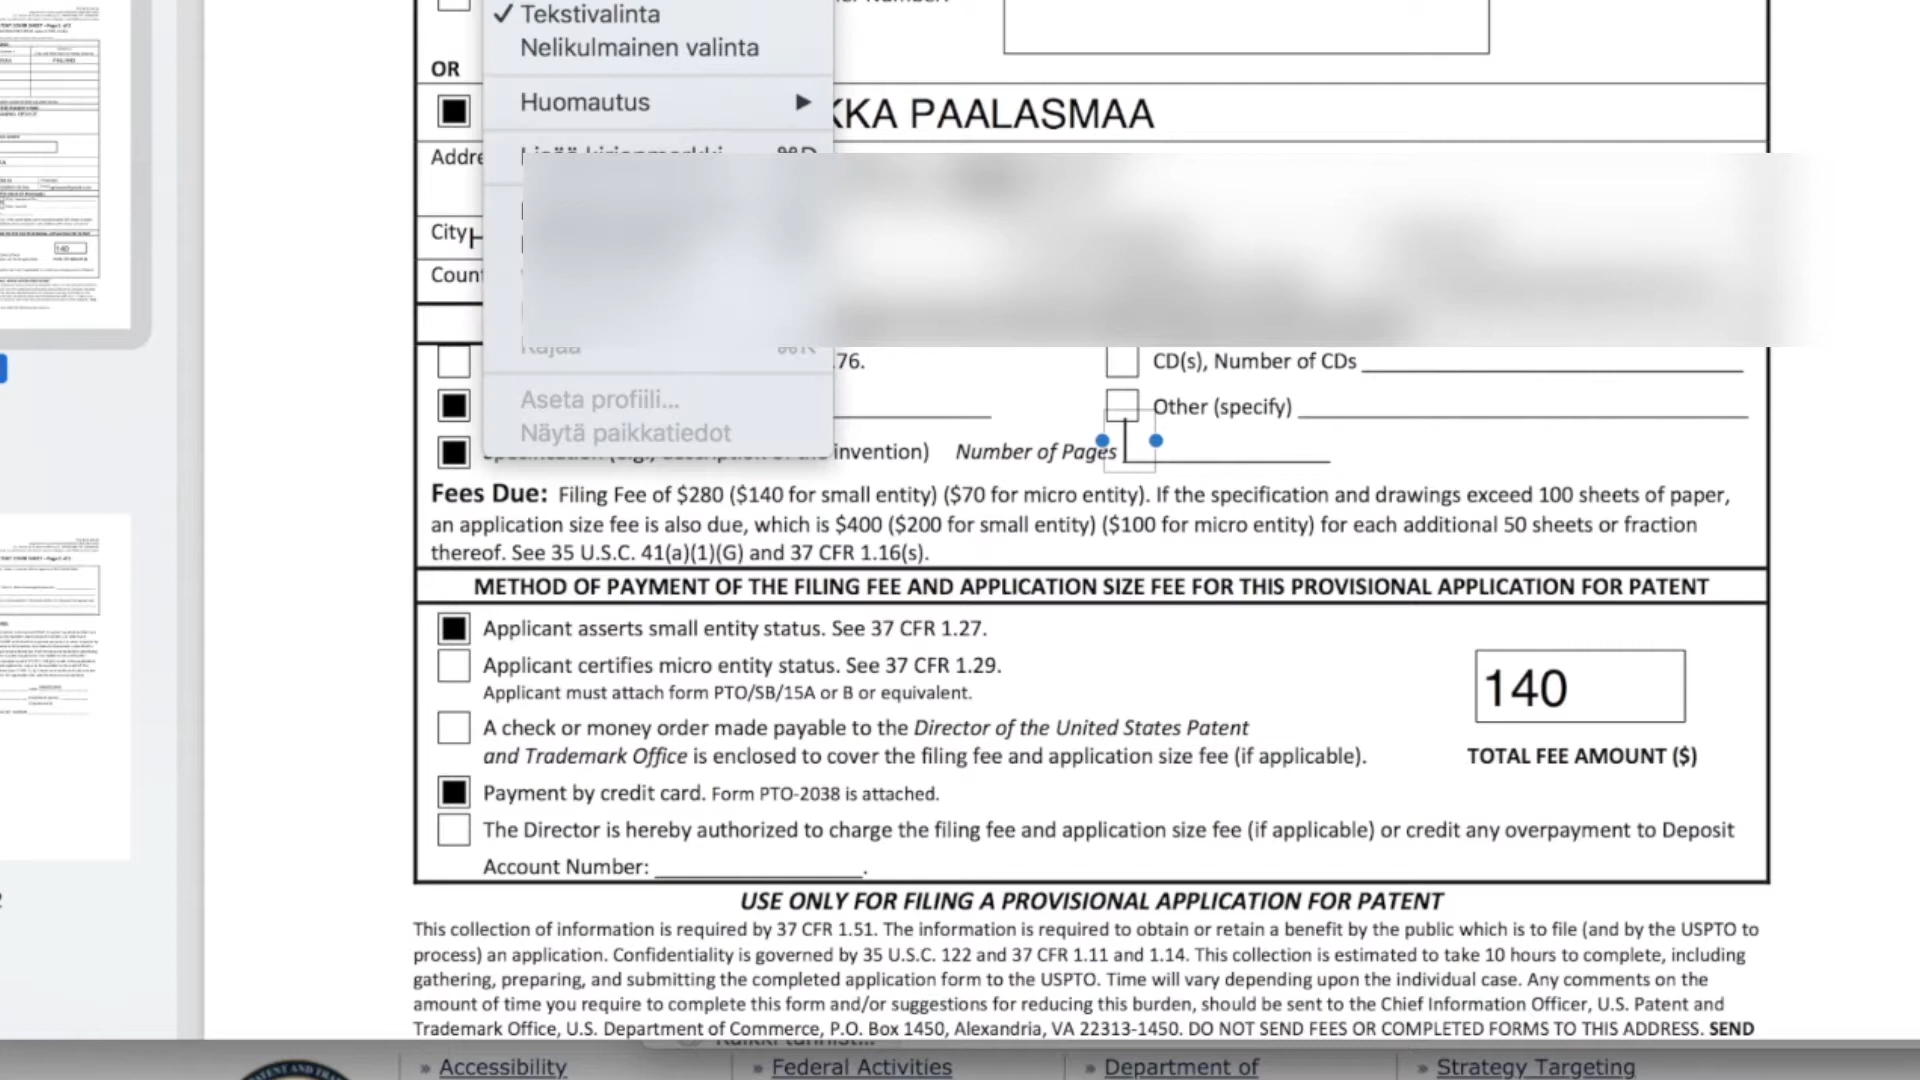 Tekstivalinta
Nelikulmainen valinta
OR
Huomautus
KKA PAALASMAA
Addre
Lisää kirjanmerkki ⌘D
City
Count
Rajaa ⌘K
76.
CD(s), Number of CDs
Aseta profiili...
Other (specify)
Näytä paikkatiedot
invention) Number of Pages
Fees Due: Filing Fee of $280 ($140 for small entity) ($70 for micro entity). If the specification and drawings exceed 100 sheets of paper,
an application size fee is also due, which is $400 ($200 for small entity) ($100 for micro entity) for each additional 50 sheets or fraction
thereof. See 35 U.S.C. 41(a)(1)(G) and 37 CFR 1.16(s).
METHOD OF PAYMENT OF THE FILING FEE AND APPLICATION SIZE FEE FOR THIS PROVISIONAL APPLICATION FOR PATENT
Applicant asserts small entity status. See 37 CFR 1.27.
Applicant certifies micro entity status. See 37 CFR 1.29.
Applicant must attach form PTO/SB/15A or B or equivalent.
140
A check or money order made payable to the Director of the United States Patent
and Trademark Office is enclosed to cover the filing fee and application size fee (if applicable).
TOTAL FEE AMOUNT ($)
Payment by credit card. Form PTO-2038 is attached.
The Director is hereby authorized to charge the filing fee and application size fee (if applicable) or credit any overpayment to Deposit
Account Number: .
USE ONLY FOR FILING A PROVISIONAL APPLICATION FOR PATENT
This collection of information is required by 37 CFR 1.51. The information is required to obtain or retain a benefit by the public which is to file (and by the USPTO to
process) an application. Confidentiality is governed by 35 U.S.C. 122 and 37 CFR 1.11 and 1.14. This collection is estimated to take 10 hours to complete, including
gathering, preparing, and submitting the completed application form to the USPTO. Time will vary depending upon the individual case. Any comments on the
amount of time you require to complete this form and/or suggestions for reducing this burden, should be sent to the Chief Information Officer, U.S. Patent and
Trademark Office, U.S. Department of Commerce, P.O. Box 1450, Alexandria, VA 22313-1450. DO NOT SEND FEES OR COMPLETED FORMS TO THIS ADDRESS. SEND
» Accessibility
» Federal Activities
» Department of
» Strategy Targeting